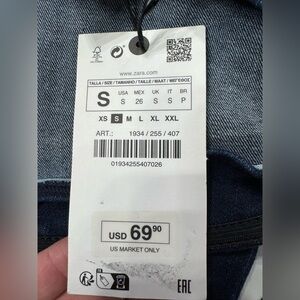 www.zara.com
TALLA / SIZE / TAMANHO / TAILLE / MAAT /
S
USA MEX UK IT BR
S 26 S S P
XS S M L XL XXL
ART.: 1934 / 255 / 407
01934255407026
USD 69.90
US MARKET ONLY
EAC